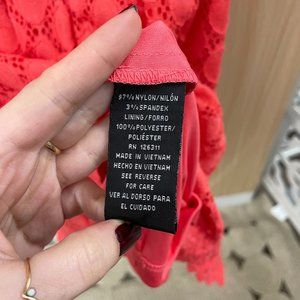 97%NYLON/NILÓN
3%SPANDEX
LINING/FORRO
100%POLYESTER/
POLIÉSTER
RN 126311
MADE IN VIETNAM
HECHO EN VIETNAM
SEE REVERSE
FOR CARE
VER AL DORSO PARA
EL CUIDADO